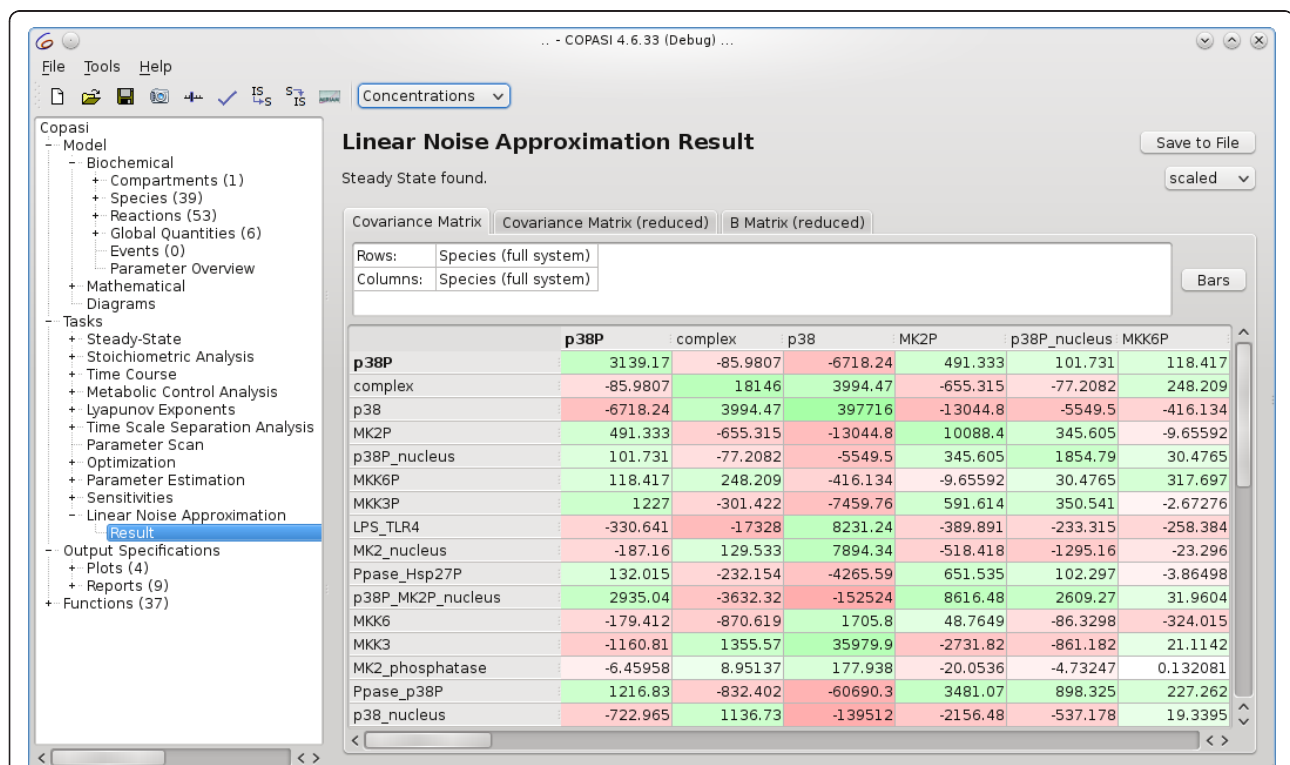 .. - COPASI 4.6.33 (Debug) ...
File Tools Help
IS S S IS Concentrations
Copasi
Model
Biochemical
Compartments (1)
Species (39)
Reactions (53)
Global Quantities (6)
Events (0)
Parameter Overview
Mathematical
Diagrams
Tasks
Steady-State
Stoichiometric Analysis
Time Course
Metabolic Control Analysis
Lyapunov Exponents
Time Scale Separation Analysis
Parameter Scan
Optimization
Parameter Estimation
Sensitivities
Linear Noise Approximation
Result
Output Specifications
Plots (4)
Reports (9)
Functions (37)
Linear Noise Approximation Result
Save to File
Steady State found.
scaled
Covariance Matrix Covariance Matrix (reduced) B Matrix (reduced)
Rows: Species (full system)
Columns: Species (full system)
Bars
p38P complex p38 MK2P p38P_nucleus MKK6P
p38P 3139.17 -85.9807 -6718.24 491.333 101.731 118.417
complex -85.9807 18146 3994.47 -655.315 -77.2082 248.209
p38 -6718.24 3994.47 397716 -13044.8 -5549.5 -416.134
MK2P 491.333 -655.315 -13044.8 10088.4 345.605 -9.65592
p38P_nucleus 101.731 -77.2082 -5549.5 345.605 1854.79 30.4765
MKK6P 118.417 248.209 -416.134 -9.65592 30.4765 317.697
MKK3P 1227 -301.422 -7459.76 591.614 350.541 -2.67276
LPS_TLR4 -330.641 -17328 8231.24 -389.891 -233.315 -258.384
MK2_nucleus -187.16 129.533 7894.34 -518.418 -1295.16 -23.296
Ppase_Hsp27P 132.015 -232.154 -4265.59 651.535 102.297 -3.86498
p38P_MK2P_nucleus 2935.04 -3632.32 -152524 8616.48 2609.27 31.9604
MKK6 -179.412 -870.619 1705.8 48.7649 -86.3298 -324.015
MKK3 -1160.81 1355.57 35979.9 -2731.82 -861.182 21.1142
MK2_phosphatase -6.45958 8.95137 177.938 -20.0536 -4.73247 0.132081
Ppase_p38P 1216.83 -832.402 -60690.3 3481.07 898.325 227.262
p38_nucleus -722.965 1136.73 -139512 -2156.48 -537.178 19.3395